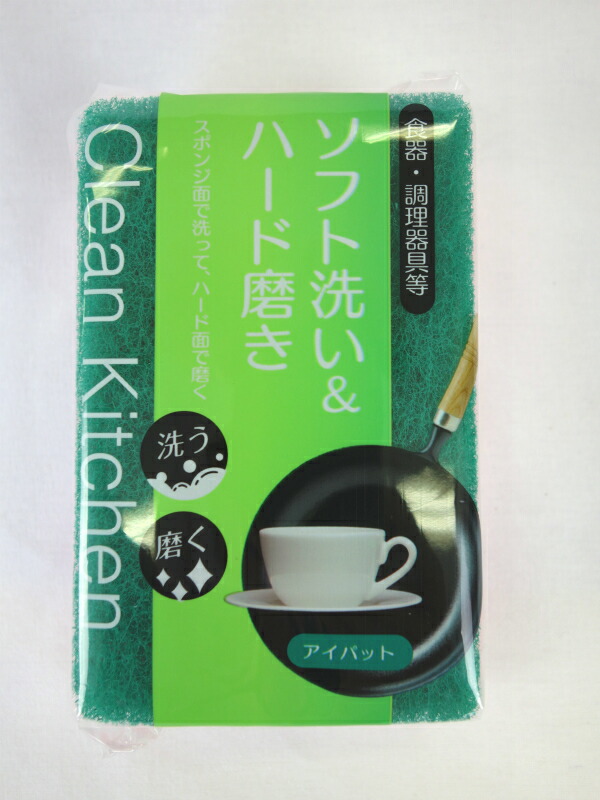 食器・調理器具等
ソフト洗い&
ハード磨き
スポンジ面で洗って、ハード面で磨く
Clean Kitchen
洗う
磨く
アイパット